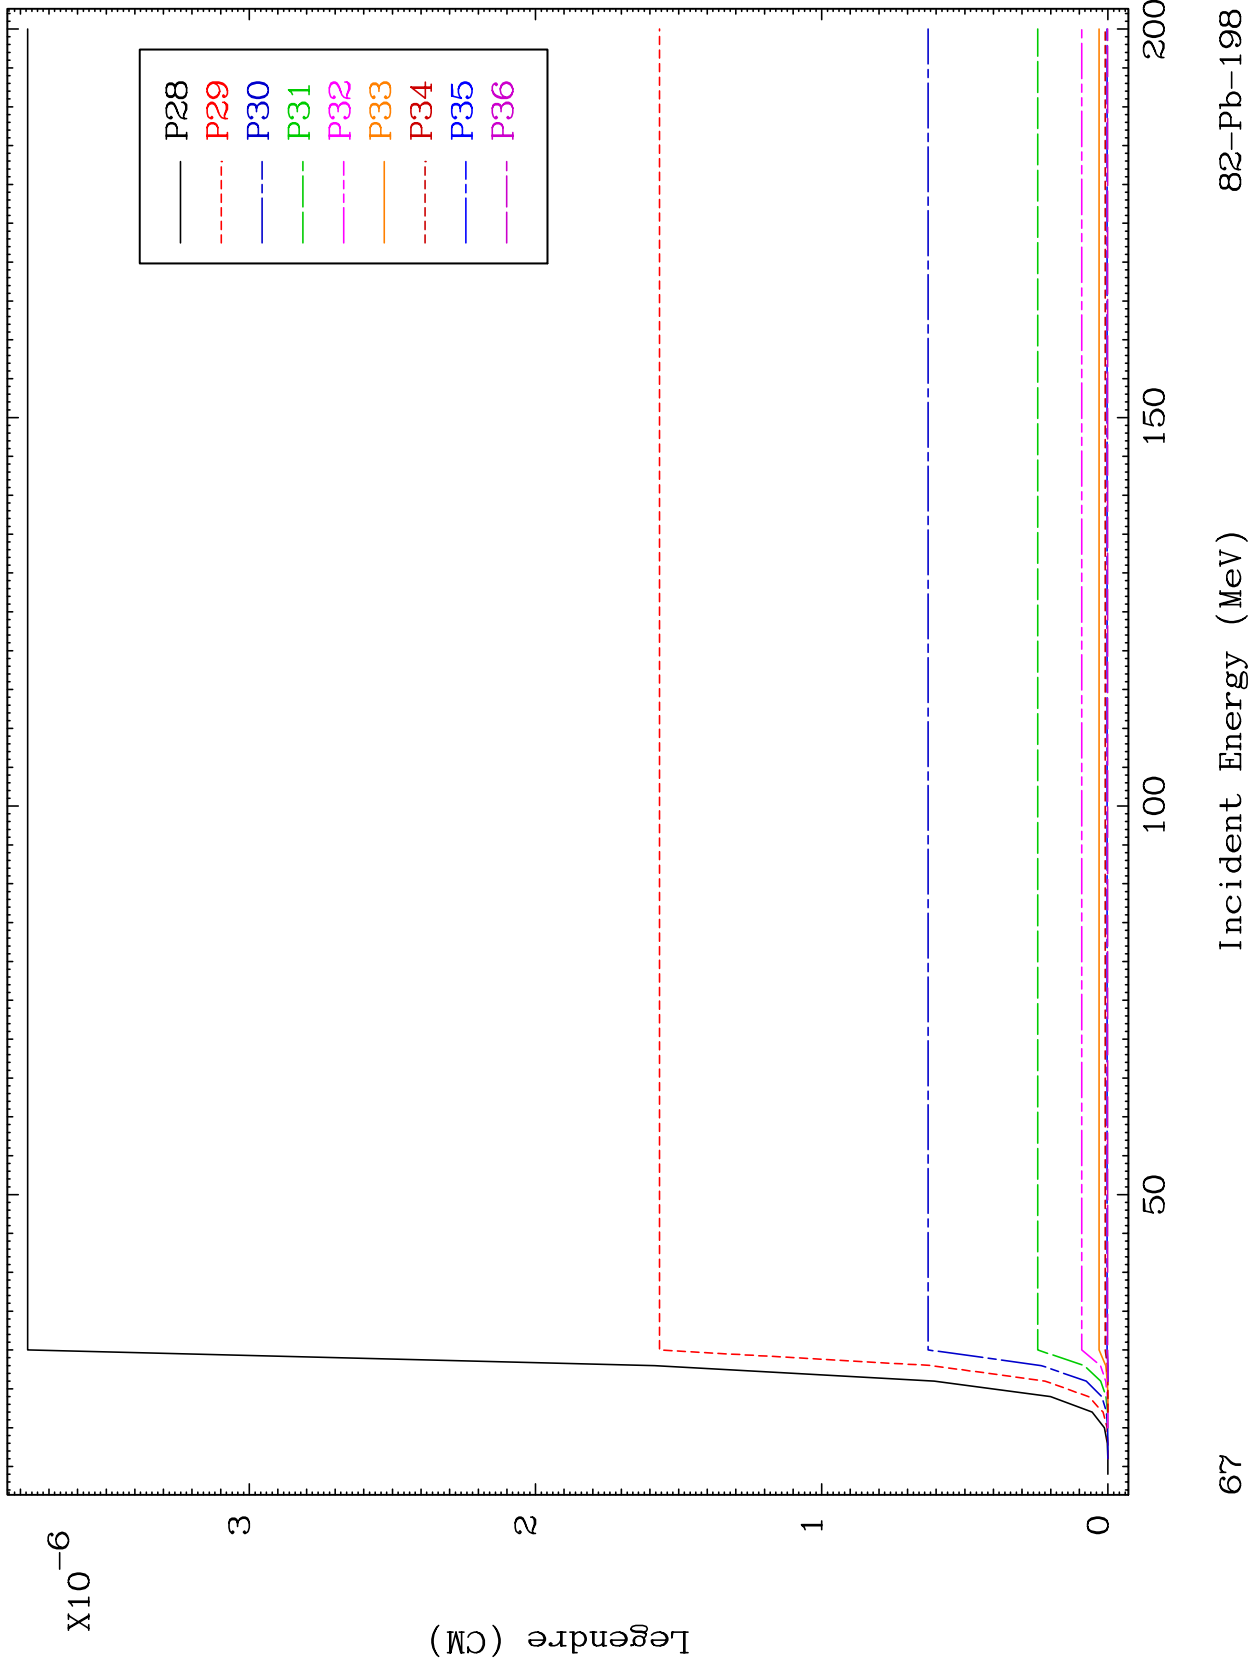 X10-6
3
2
1
0
Legendre (CM)
P28
P29
P30
P31
P32
P33
P34
P35
P36
50
100
150
200
Incident Energy (MeV)
67
82-Pb-198